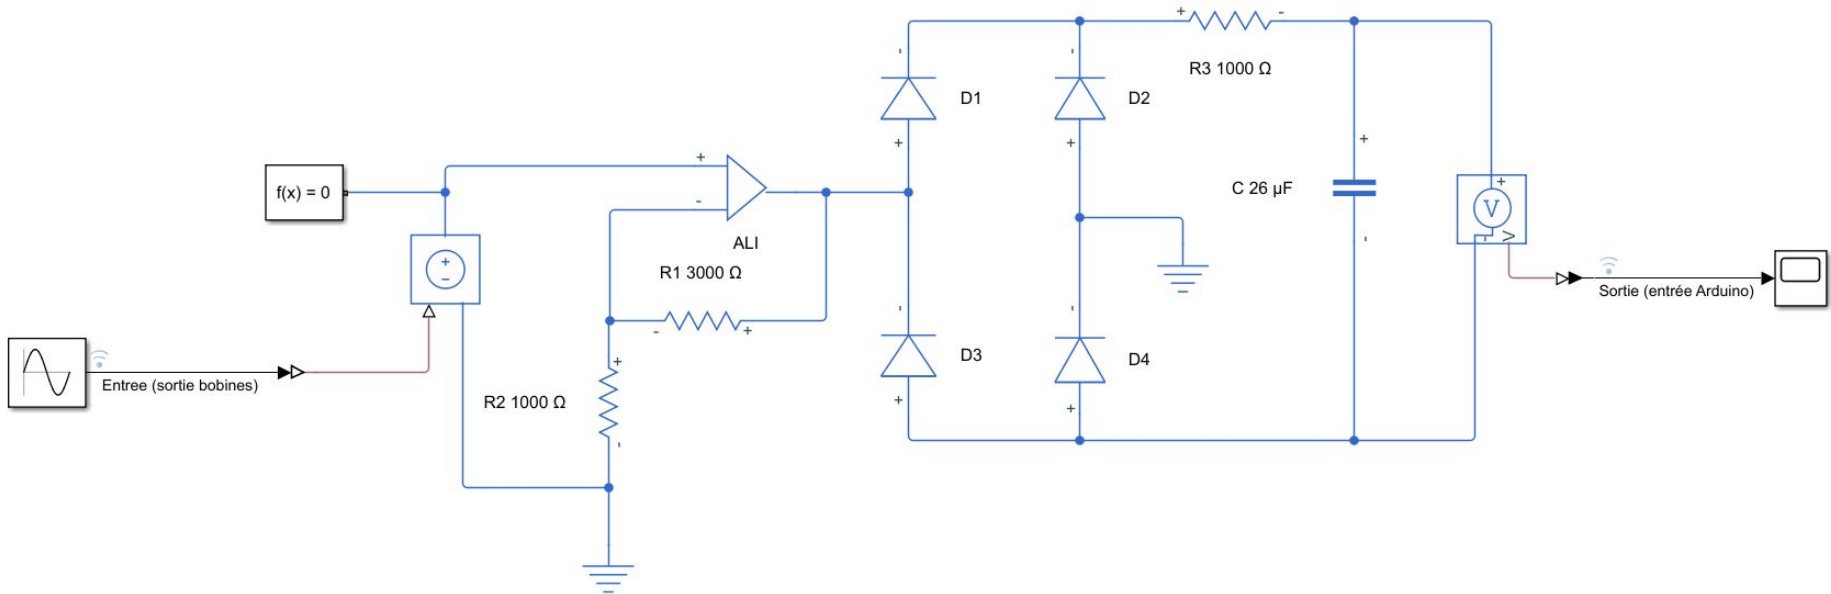 + -
R3 1000 Ω
- -
D1 D2
+ + +
f(x) = 0
+
-
C 26 µF
+
V
- V
ALI
R1 3000 Ω
+
−
- +
- -
-
Sortie (entrée Arduino)
D3 D4
+
Entree (sortie bobines)
R2 1000 Ω
-
+ +